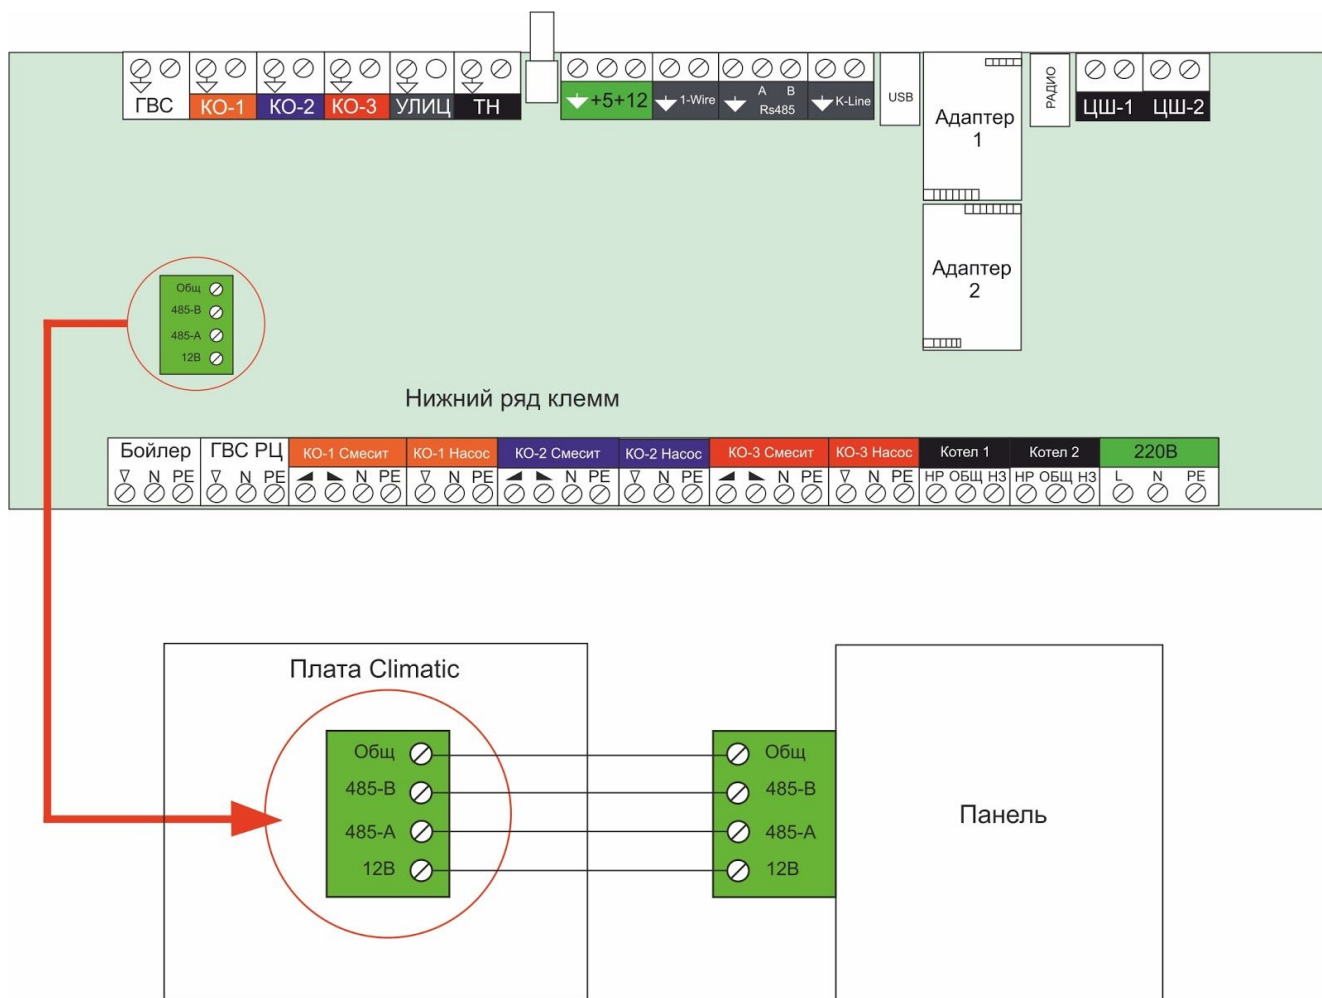 ГВС КО-1 КО-2 КО-3 УЛИЦ ТН
+5+12 1-Wire A B Rs485 K-Line
USB
Адаптер
1
РАДИО
ЦШ-1 ЦШ-2
Адаптер
2
Общ
485-В
485-А
12В
Нижний ряд клемм
Бойлер ГВС РЦ КО-1 Смесит КО-1 Насос КО-2 Смесит КО-2 Насос КО-3 Смесит КО-3 Насос Котел 1 Котел 2 220В
N PE N PE N PE N PE N PE N PE N PE N PE НР ОБЩ НЗ НР ОБЩ НЗ L N PE
Плата Climatic
Общ
485-В
485-А
12В
Общ
485-В
485-А
12В
Панель